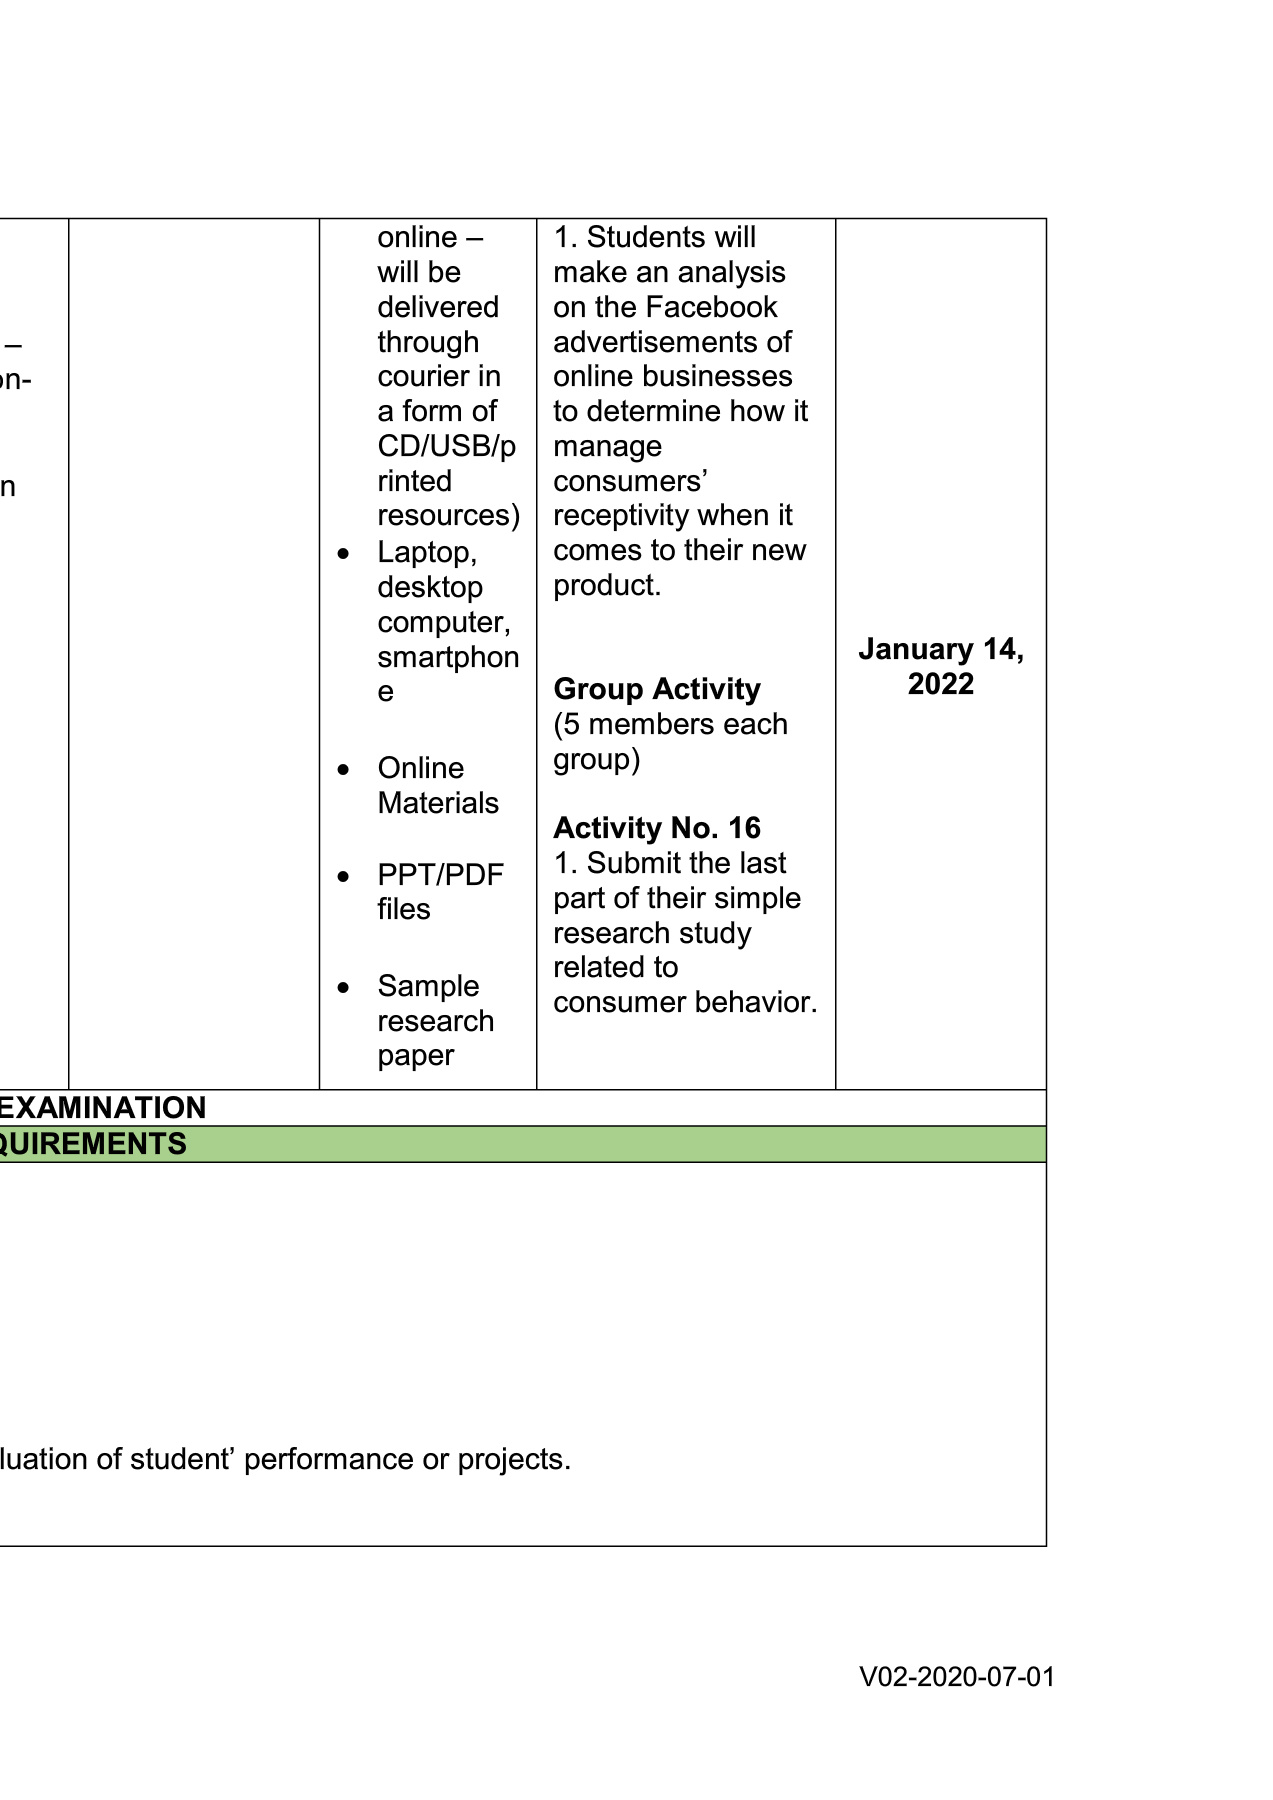 –
on-
n
online –
will be
delivered
through
courier in
a form of
CD/USB/p
rinted
resources)
• Laptop,
desktop
computer,
smartphon
e
• Online
Materials
• PPT/PDF
files
• Sample
research
paper
1. Students will
make an analysis
on the Facebook
advertisements of
online businesses
to determine how it
manage
consumers’
receptivity when it
comes to their new
product.
Group Activity
(5 members each
group)
Activity No. 16
1. Submit the last
part of their simple
research study
related to
consumer behavior.
January 14,
2022
EXAMINATION
QUIREMENTS
luation of student’ performance or projects.
V02-2020-07-01